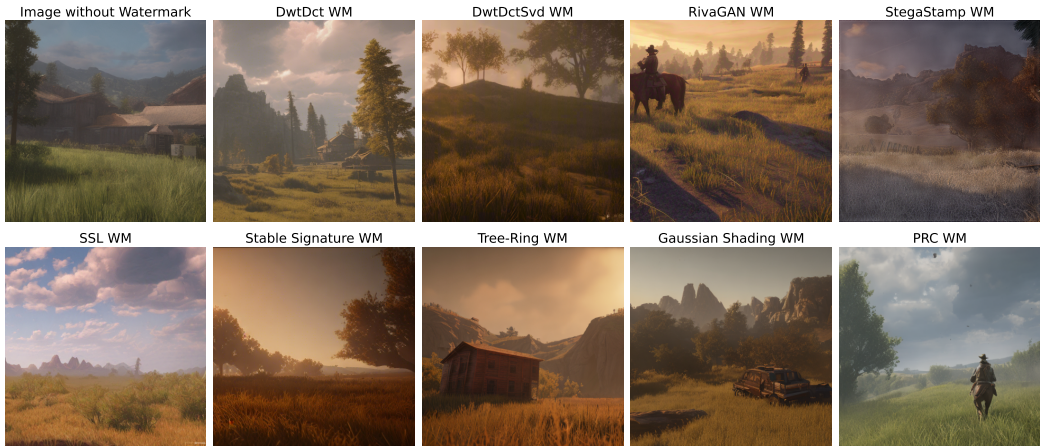 Image without Watermark
DwtDct WM
DwtDctSvd WM
RivaGAN WM
StegaStamp WM
SSL WM
Stable Signature WM
Tree-Ring WM
Gaussian Shading WM
PRC WM